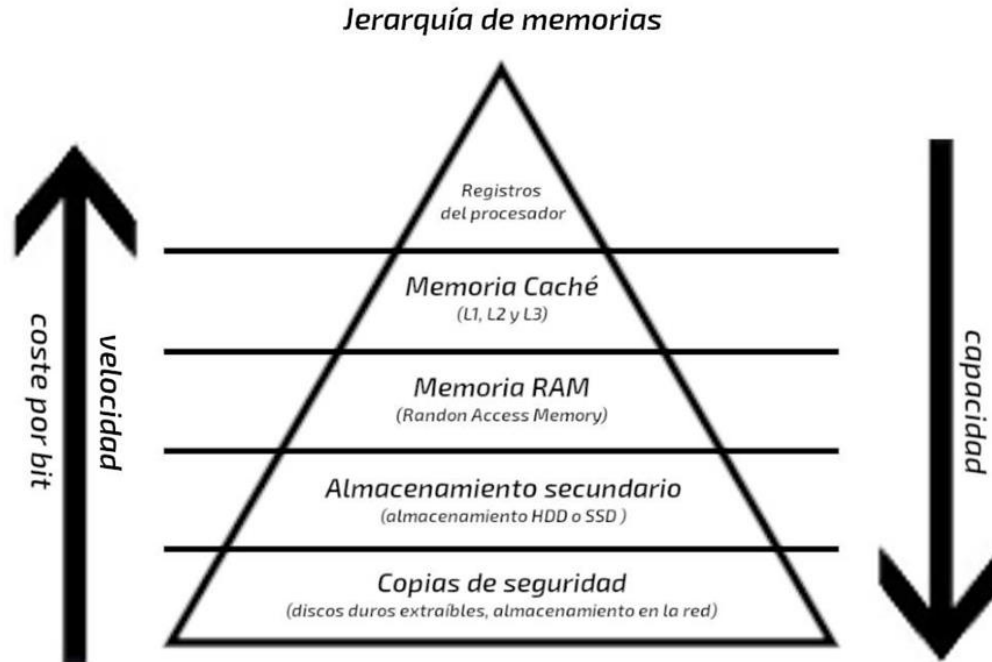 Jerarquía de memorias
Registros
del procesador
Memoria Caché
(L1, L2 y L3)
Memoria RAM
(Randon Access Memory)
Almacenamiento secundario
(almacenamiento HDD o SSD )
Copias de seguridad
(discos duros extraíbles, almacenamiento en la red)
coste por bit
velocidad
capacidad